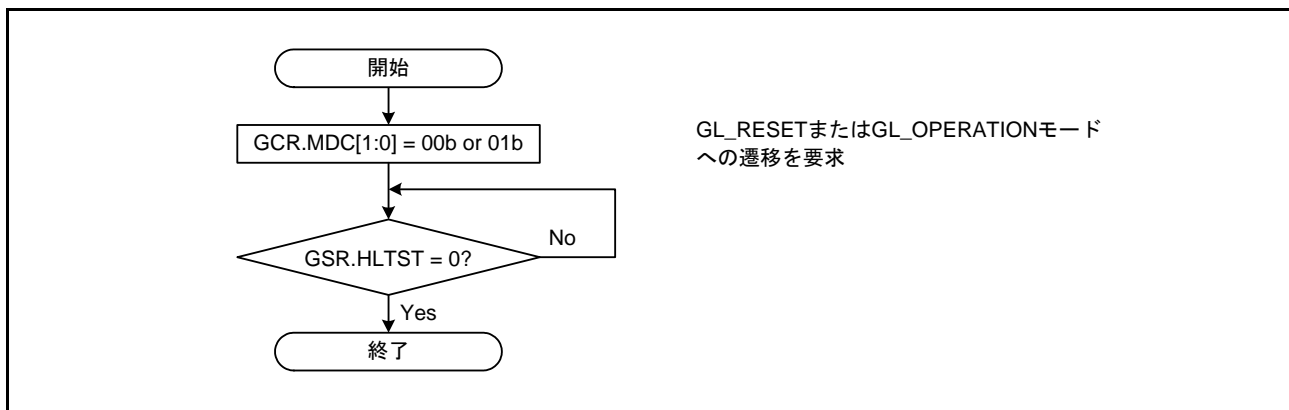 開始
GCR.MDC[1:0] = 00b or 01b
GL_RESETまたはGL_OPERATIONモード
への遷移を要求
No
GSR.HLTST = 0?
Yes
終了